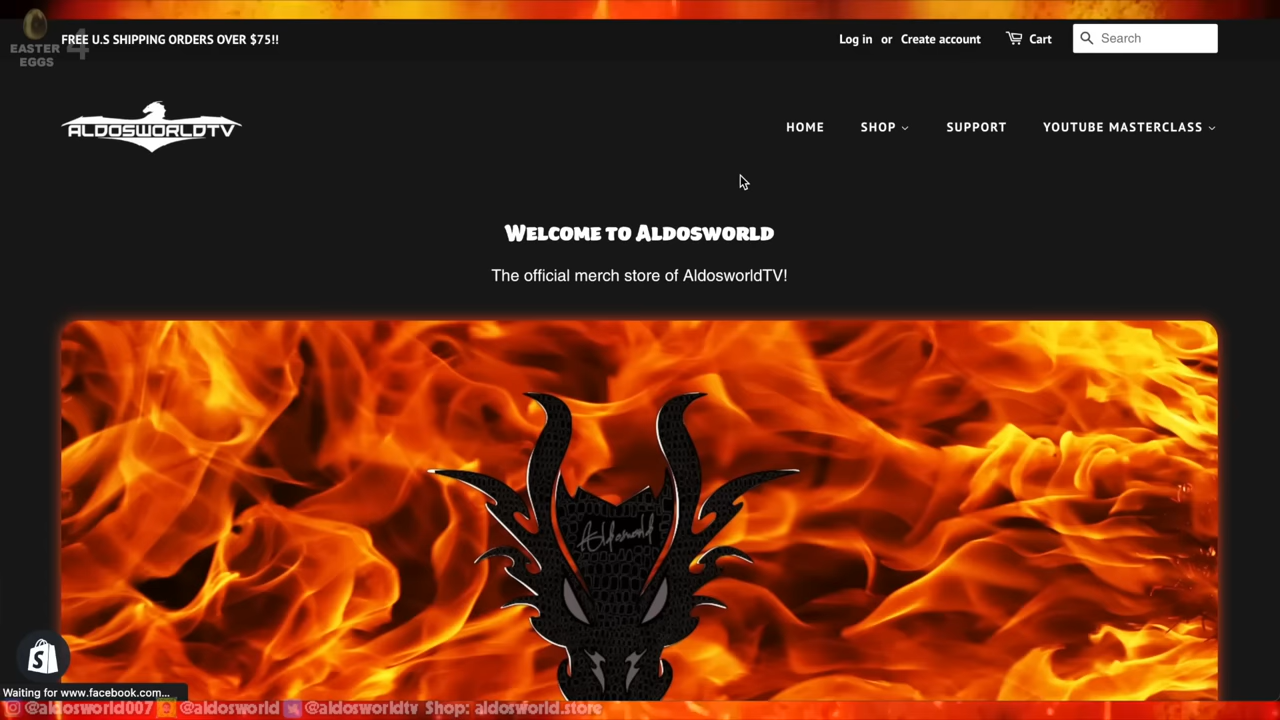 FREE U.S SHIPPING ORDERS OVER $75!!
Log in or Create account
Cart
Search
EASTER
EGGS
4
ALDOSWORLDTV
HOME
SHOP
SUPPORT
YOUTUBE MASTERCLASS
Welcome to Aldosworld
The official merch store of AldosworldTV!
Aldosworld
Waiting for www.facebook.com...
@aldosworld007 @aldosworld @aldosworldtv Shop: aldosworld.store